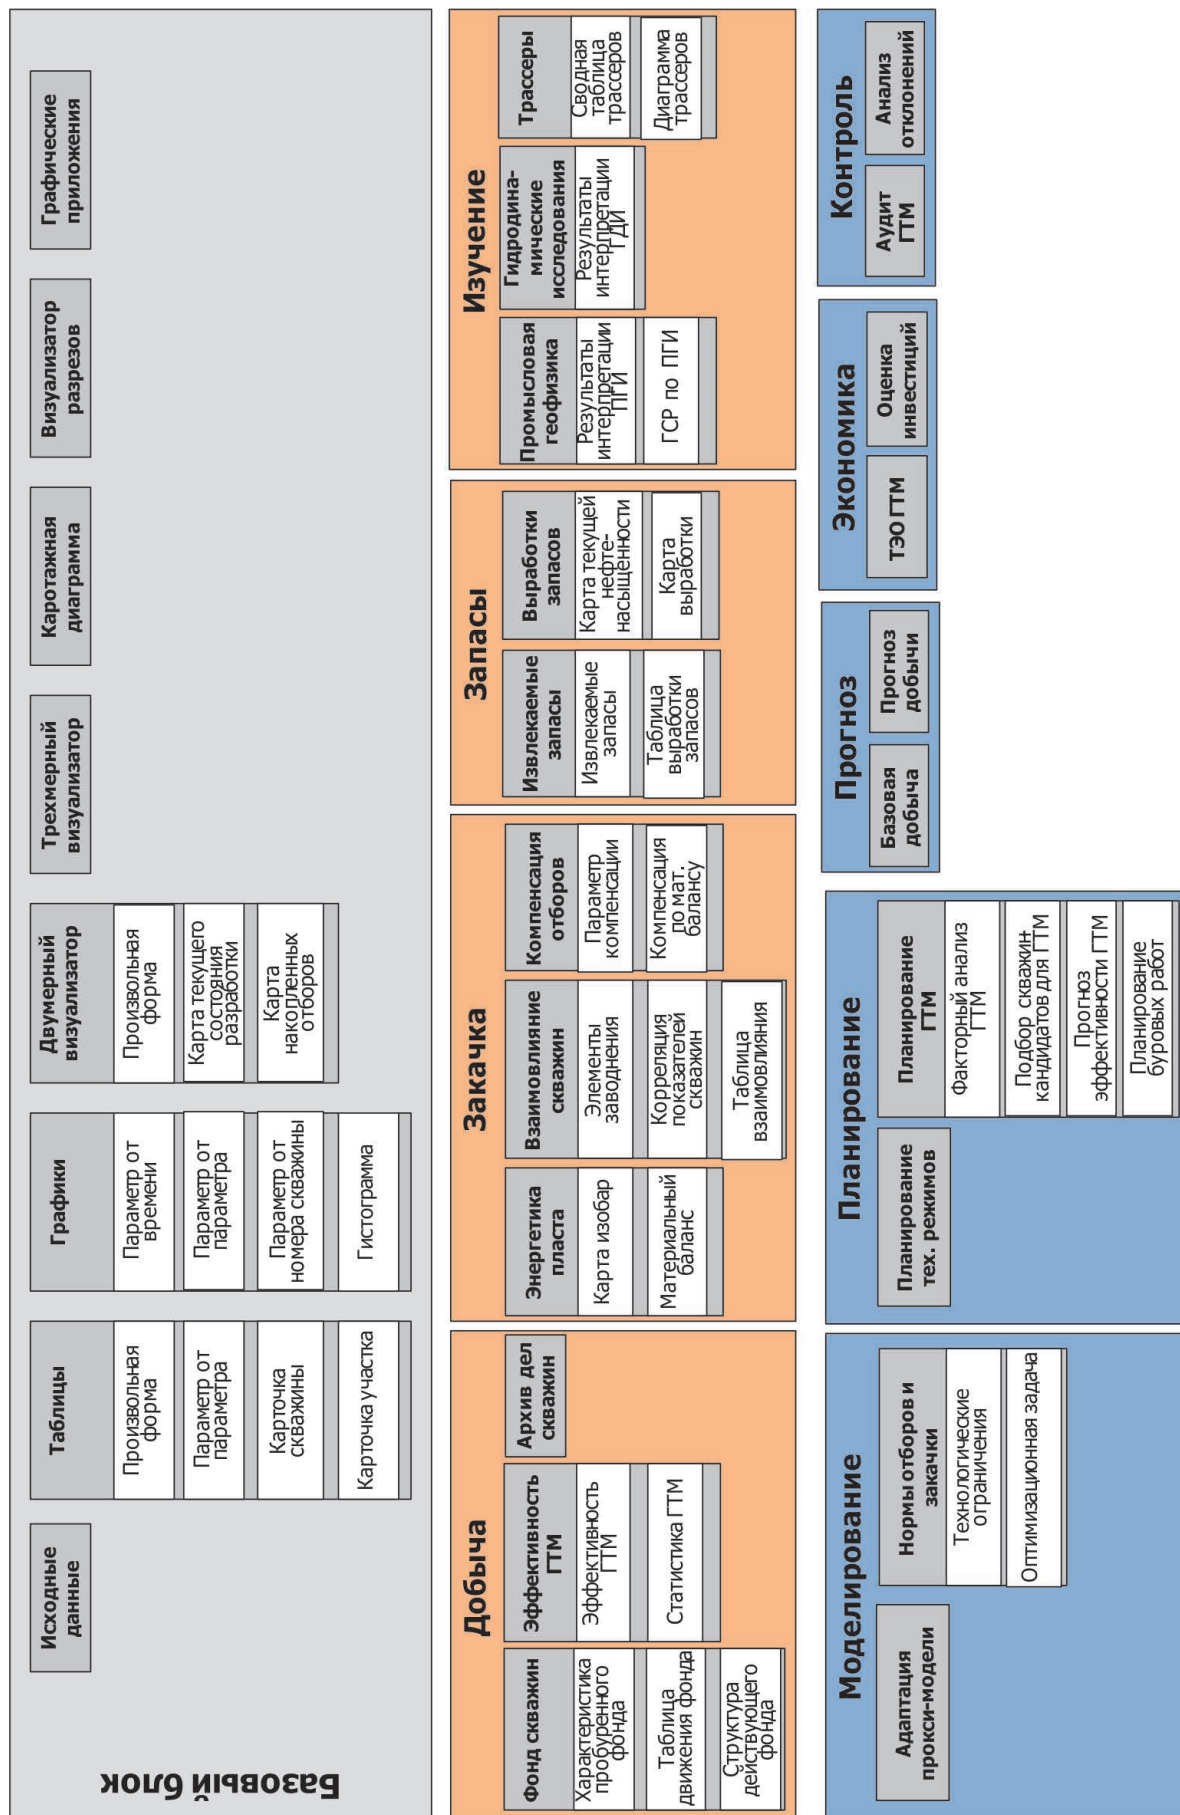 Базовый блок
Исходные
данные
Таблицы
Произвольная
форма
Параметр от
параметра
Карточка
скважины
Карточка участка
Графики
Параметр от
времени
Параметр от
параметра
Параметр от
номера скважины
Гистограмма
Двумерный
визуализатор
Произвольная
форма
Карта текущего
состояния
разработки
Карта
накопленных
отборов
Трехмерный
визуализатор
Каротажная
диаграмма
Визуализатор
разрезов
Графические
приложения
Добыча
Фонд скважин
Характеристика
пробуренного
фонда
Таблица
движения фонда
Структура
действующего
фонда
Эффективность
ГТМ
Эффективность
ГТМ
Статистика ГТМ
Архив дел
скважин
Закачка
Энергетика
пласта
Карта изобар
Материальный
баланс
Взаимовлияние
скважин
Элементы
заводнения
Корреляция
показателей
скважин
Таблица
взаимовлияния
Компенсация
отборов
Параметр
компенсации
Компенсация
по мат.
балансу
Запасы
Извлекаемые
запасы
Извлекаемые
запасы
Таблица
выработки
запасов
Выработки
запасов
Карта текущей
нефте-
насыщенности
Карта
выработки
Изучение
Промысловая
геофизика
Результаты
интерпретации
ПГИ
ГСР по ПГИ
Гидродина-
мические
исследования
Результаты
интерпретации
ГДИ
Трассеры
Сводная
таблица
трассеров
Диаграмма
трассеров
Моделирование
Адаптация
прокси-модели
Нормы отборов и
закачки
Технологические
ограничения
Оптимизационная задача
Планирование
Планирование
тех. режимов
Планирование
ГТМ
Факторный анализ
ГТМ
Подбор скважин-
кандидатов для ГТМ
Прогноз
эффективности ГТМ
Планирование
буровых работ
Прогноз
Базовая
добыча
Прогноз
добычи
Экономика
ТЭО ГТМ
Оценка
инвестиций
Контроль
Аудит
ГТМ
Анализ
отклонений